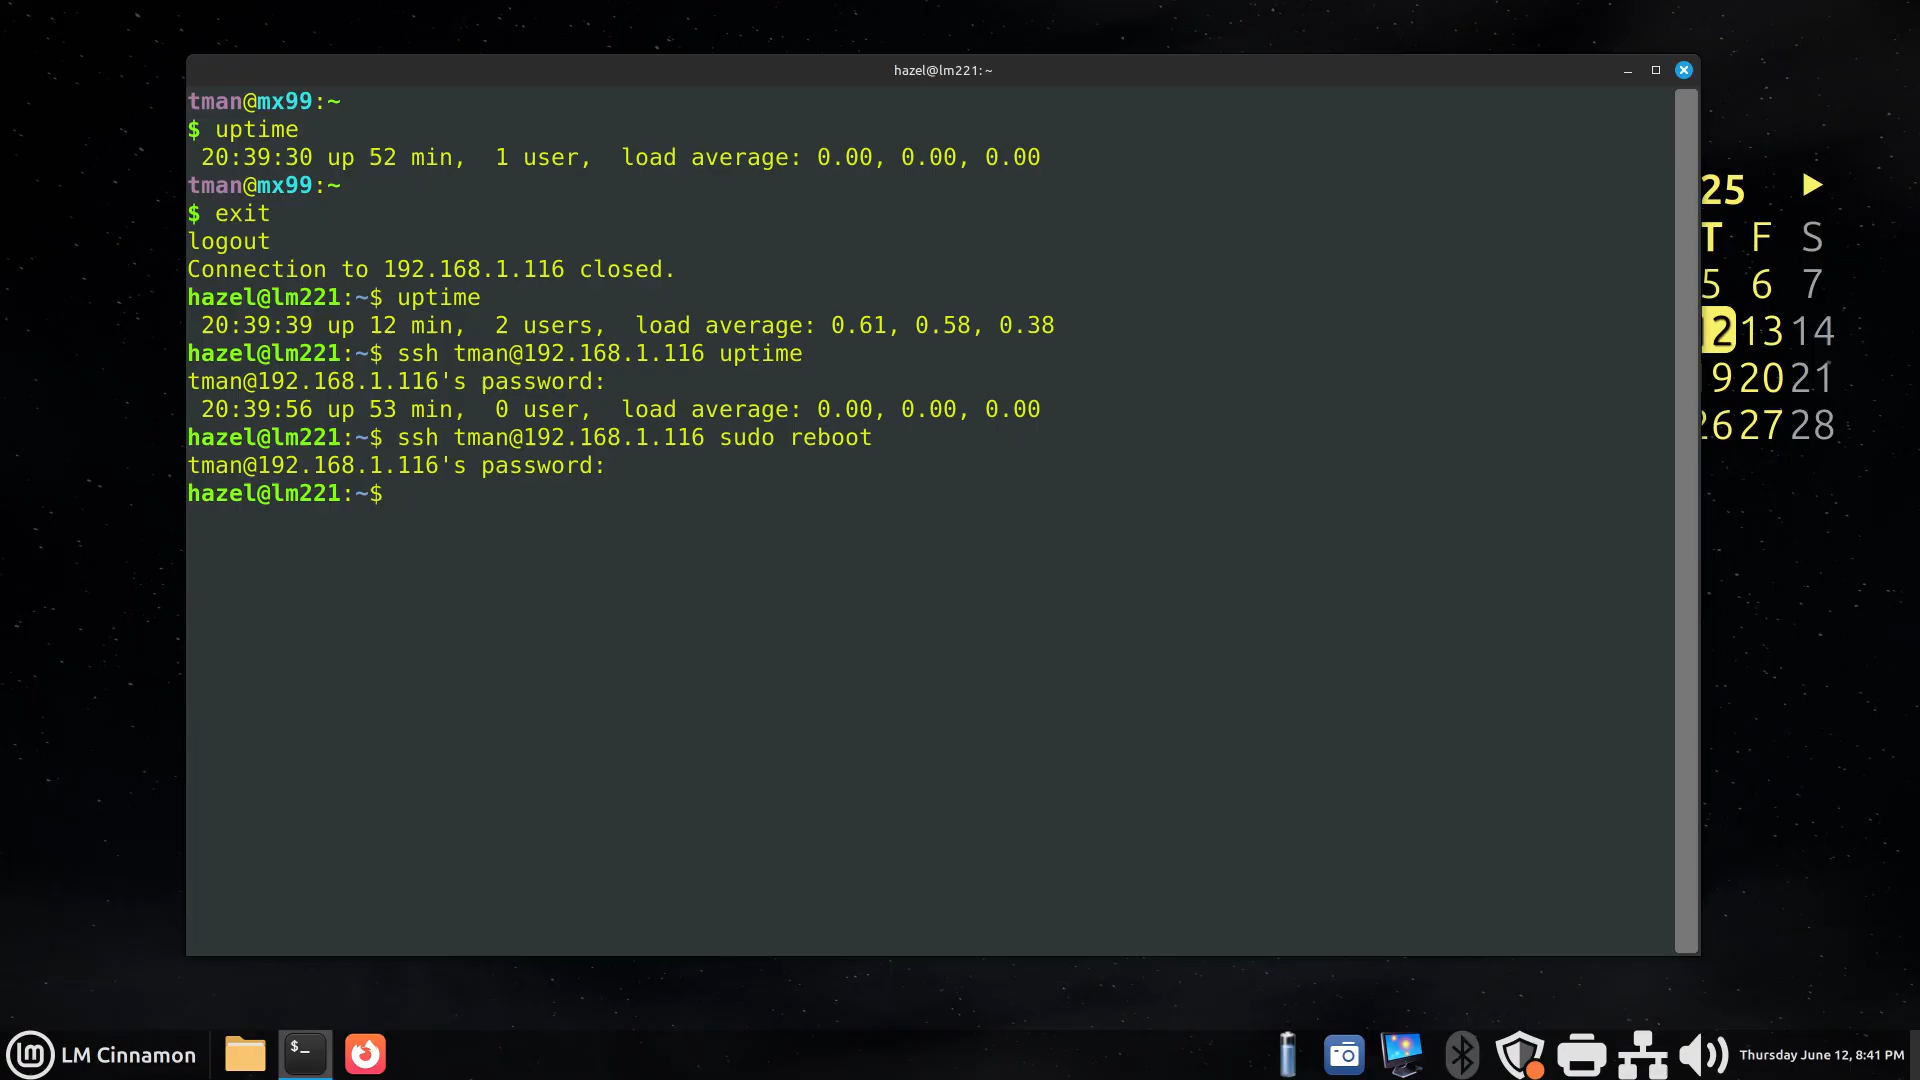 hazel@lm221: ~
tman@mx99:~
$ uptime
 20:39:30 up 52 min,  1 user,  load average: 0.00, 0.00, 0.00
tman@mx99:~
$ exit
logout
Connection to 192.168.1.116 closed.
hazel@lm221:~$ uptime
 20:39:39 up 12 min,  2 users,  load average: 0.61, 0.58, 0.38
hazel@lm221:~$ ssh tman@192.168.1.116 uptime
tman@192.168.1.116's password:
 20:39:56 up 53 min,  0 user,  load average: 0.00, 0.00, 0.00
hazel@lm221:~$ ssh tman@192.168.1.116 sudo reboot
tman@192.168.1.116's password:
hazel@lm221:~$
25
T F S
5 6 7
12 13 14
19 20 21
26 27 28
LM Cinnamon
$_
Thursday June 12, 8:41 PM